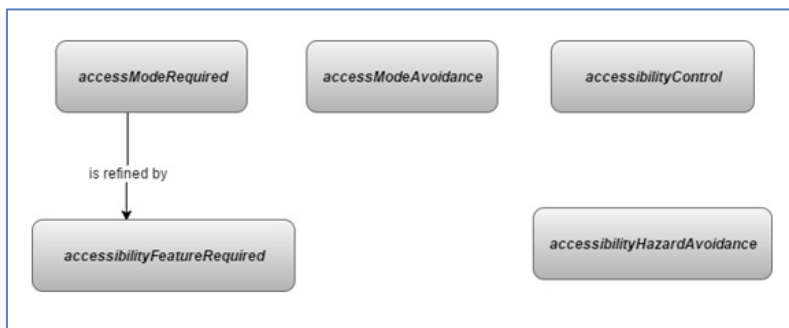 accessModeRequired
accessModeAvoidance
accessibilityControl
is refined by
accessibilityFeatureRequired
accessibilityHazardAvoidance